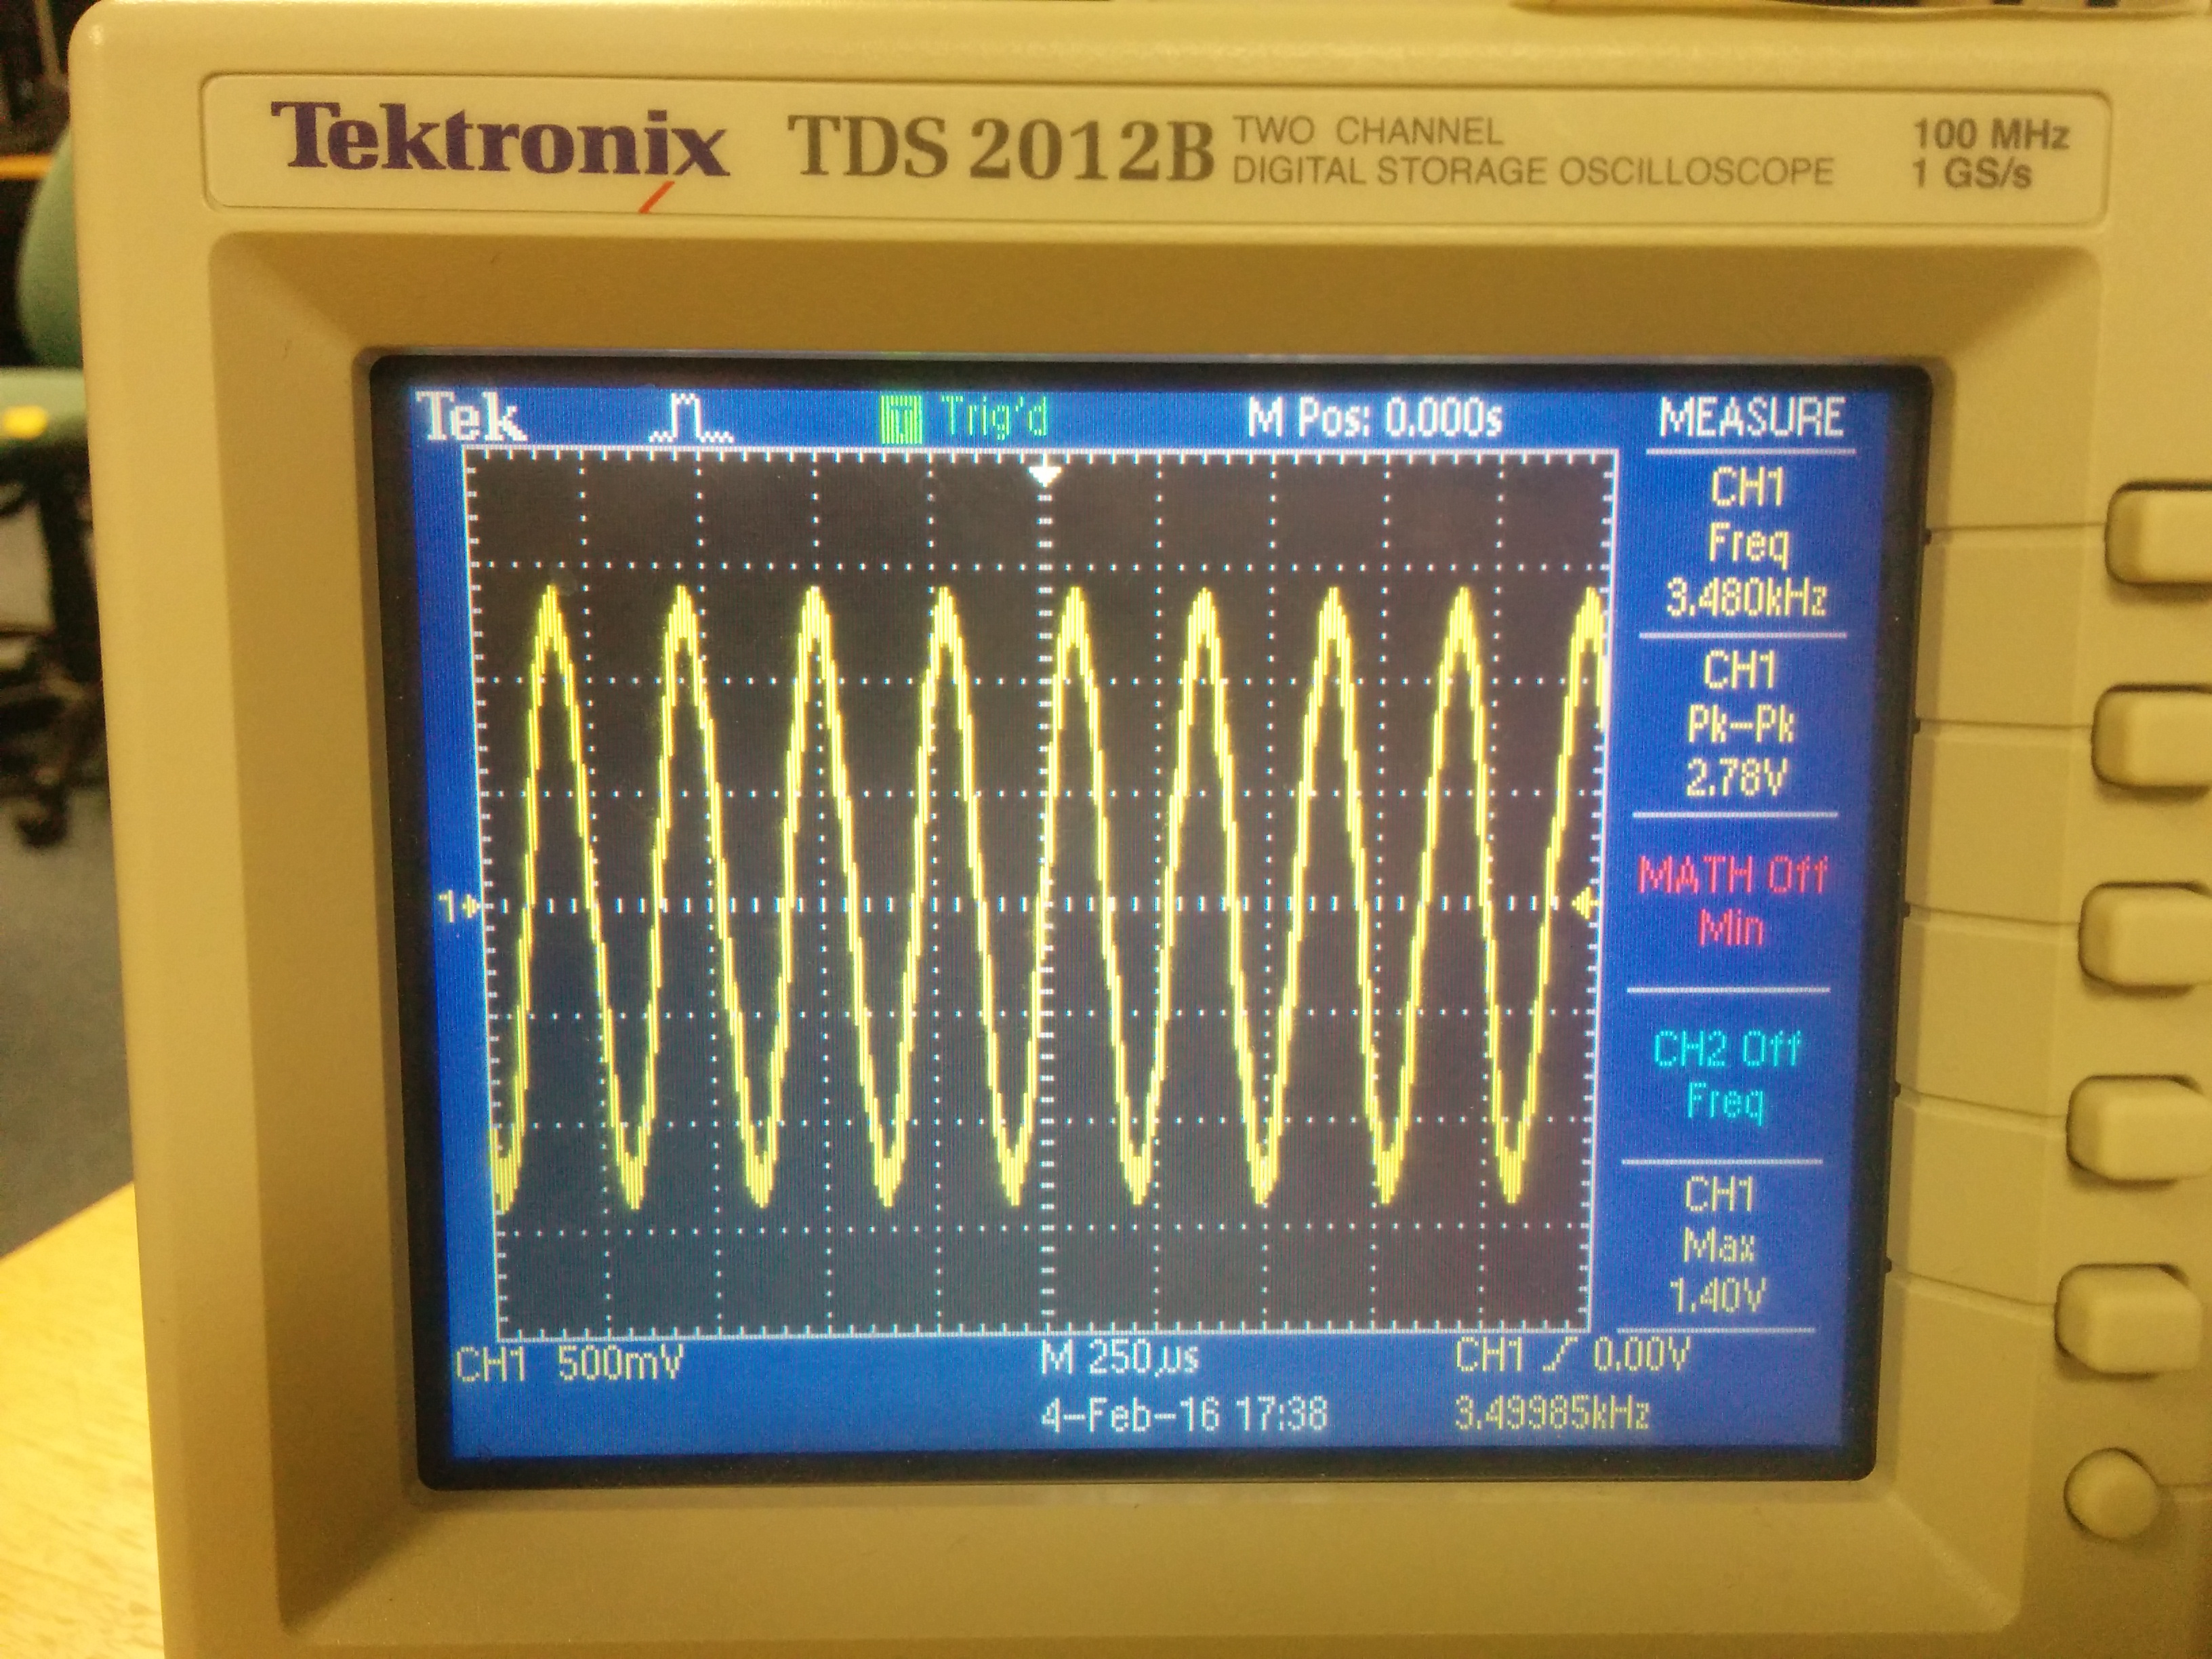 Tektronix TDS 2012B TWO CHANNEL DIGITAL STORAGE OSCILLOSCOPE 100 MHz 1 GS/s
Tek Trig'd M Pos: 0.000s MEASURE
CH1
Freq
3.480kHz
CH1
Pk-Pk
2.78V
1
MATH Off
Min
CH2 Off
Freq
CH1
Max
1.40V
CH1 500mV M 250µs CH1 0.00V
4-Feb-16 17:38 3.49985kHz